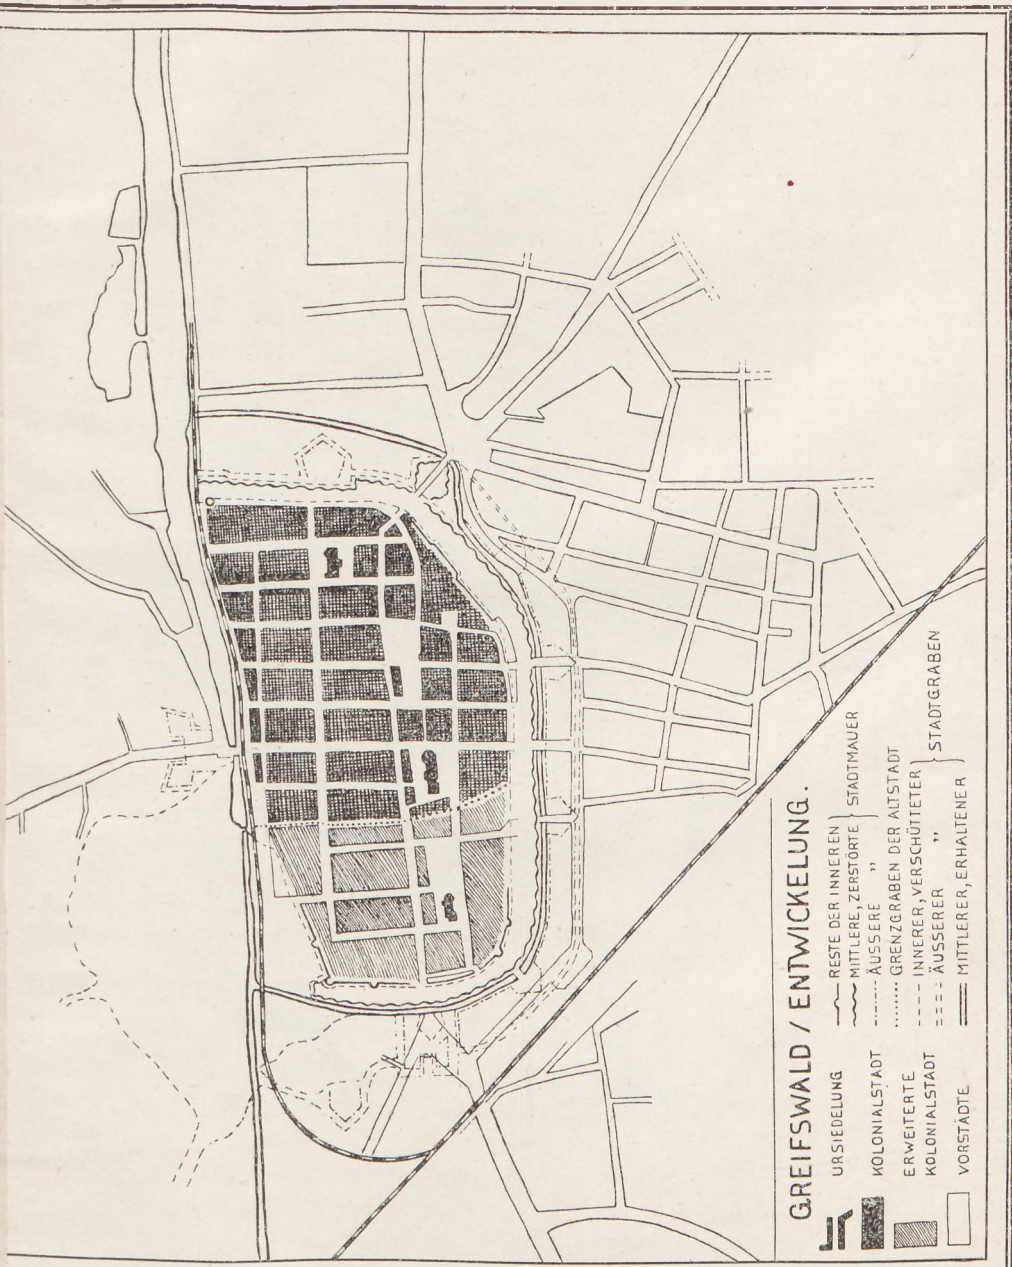 GREIFSWALD / ENTWICKELUNG.
URSIEDELUNG
KOLONIALSTADT
ERWEITERTE
KOLONIALSTADT
VORSTÄDTE
RESTE DER INNEREN
MITTLERE, ZERSTÖRTE } STADTMAUER
ÄUSSERE „
GRENZGRABEN DER ALTSTADT
INNERER, VERSCHÜTTETER
ÄUSSERER „ } STADTGRABEN
MITTLERER, ERHALTENER